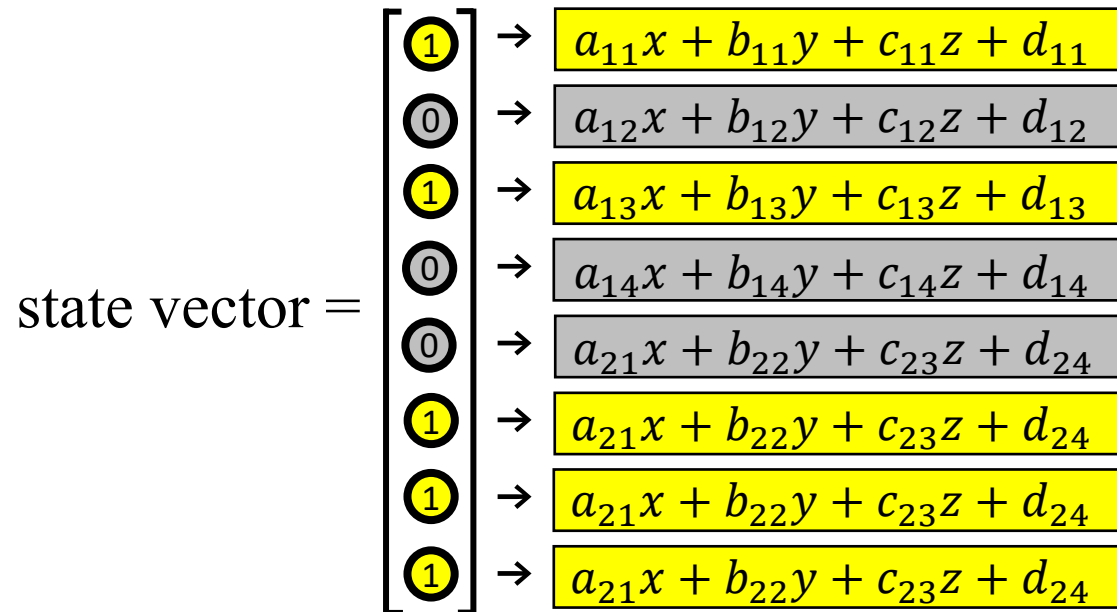 1 → a₁₁x + b₁₁y + c₁₁z + d₁₁
0 → a₁₂x + b₁₂y + c₁₂z + d₁₂
1 → a₁₃x + b₁₃y + c₁₃z + d₁₃
0 → a₁₄x + b₁₄y + c₁₄z + d₁₄
state vector =
0 → a₂₁x + b₂₂y + c₂₃z + d₂₄
1 → a₂₁x + b₂₂y + c₂₃z + d₂₄
1 → a₂₁x + b₂₂y + c₂₃z + d₂₄
1 → a₂₁x + b₂₂y + c₂₃z + d₂₄